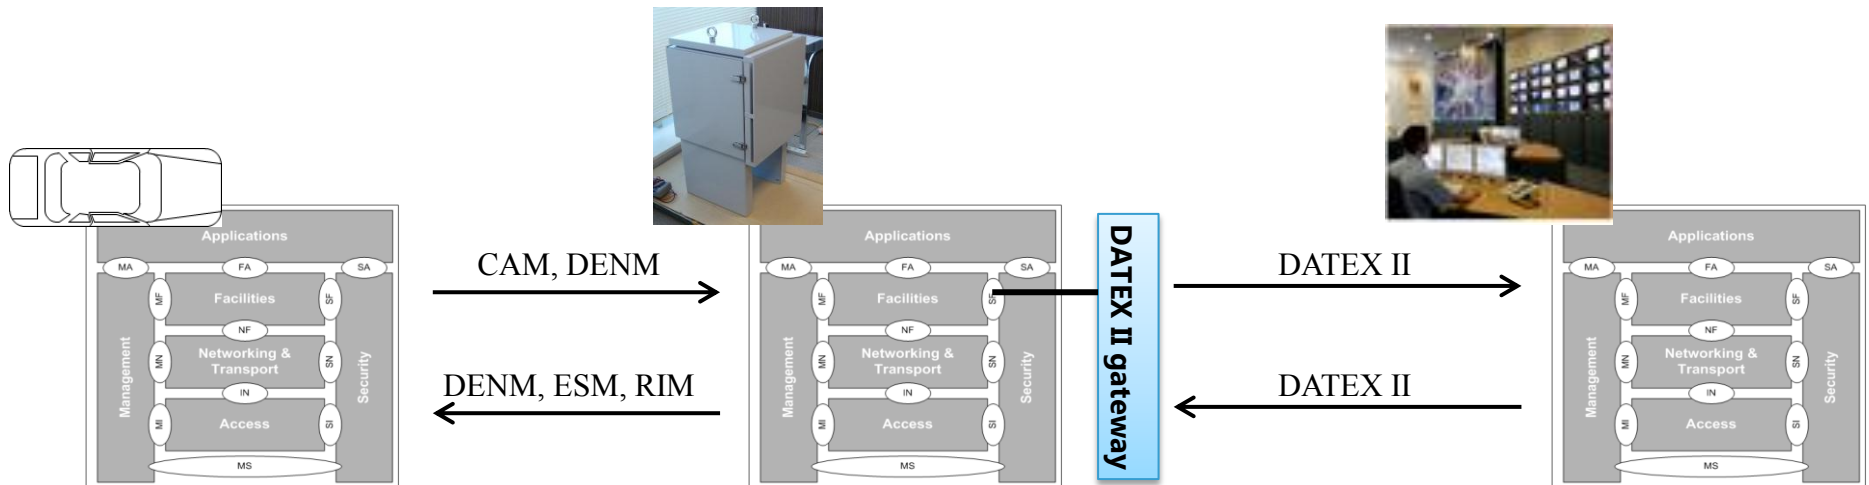 Applications
MA
FA
SA
MF
Facilities
SF
NF
Management
MN
Networking &
Transport
SN
Security
IN
MI
Access
SI
MS
CAM, DENM
DENM, ESM, RIM
Applications
MA
FA
SA
MF
Facilities
SF
NF
Management
MN
Networking &
Transport
SN
Security
IN
MI
Access
SI
MS
DATEX II gateway
DATEX II
DATEX II
Applications
MA
FA
SA
MF
Facilities
SF
NF
Management
MN
Networking &
Transport
SN
Security
IN
MI
Access
SI
MS